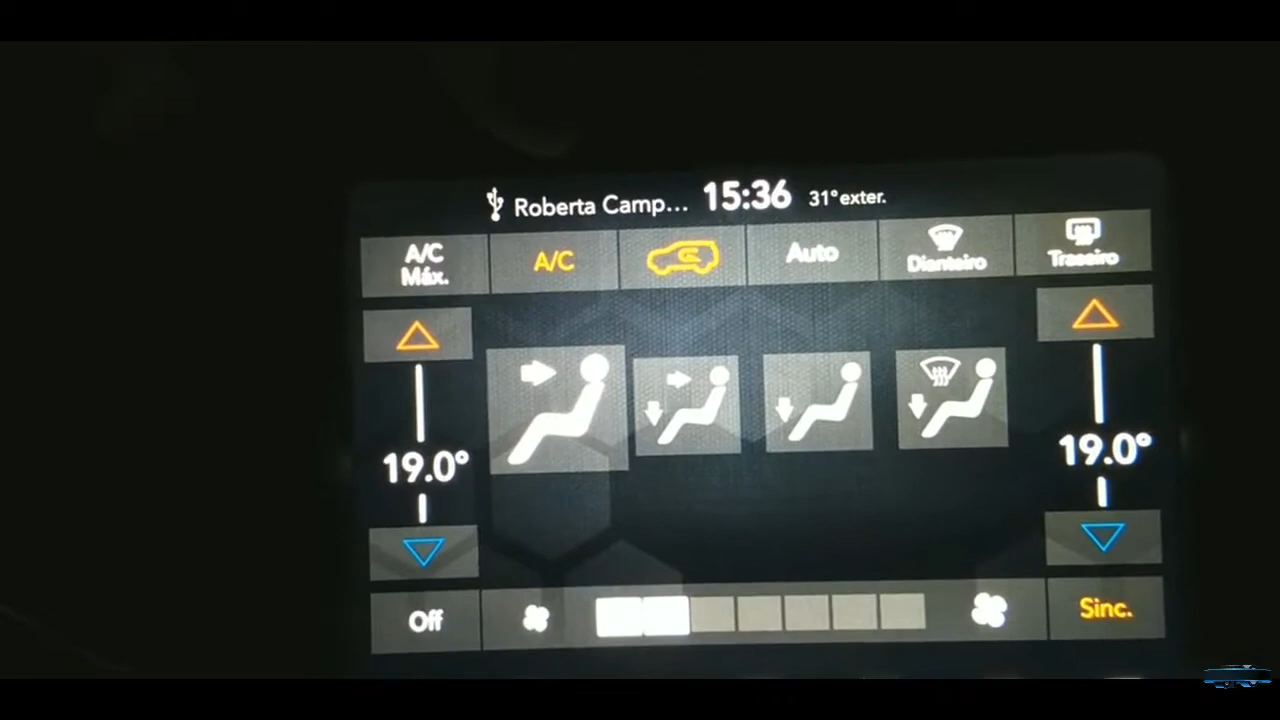 Roberta Camp... 15:36 31° exter.
A/C Máx.
A/C
Auto
Dianteiro
Traseiro
19.0°
19.0°
Off
Sinc.